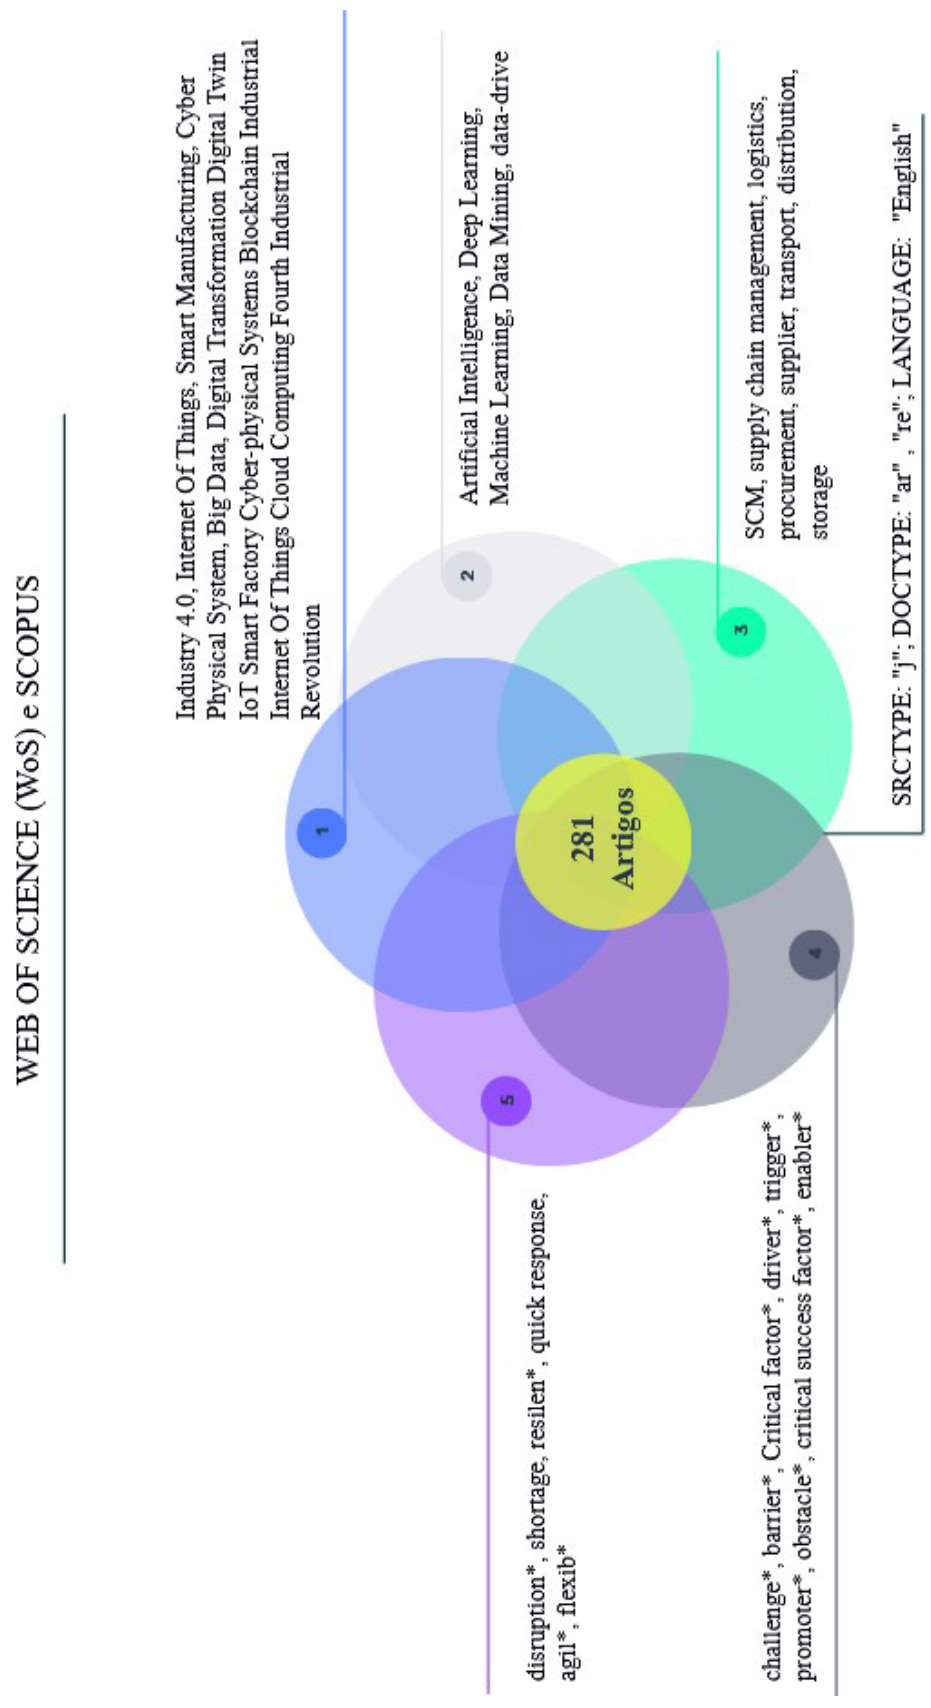 WEB OF SCIENCE (WoS) e SCOPUS
Industry 4.0, Internet Of Things, Smart Manufacturing, Cyber
Physical System, Big Data, Digital Transformation Digital Twin
IoT Smart Factory Cyber-physical Systems Blockchain Industrial
Internet Of Things Cloud Computing Fourth Industrial
Revolution
1
Artificial Intelligence, Deep Learning,
Machine Learning, Data Mining, data-drive
2
SCM, supply chain management, logistics,
procurement, supplier, transport, distribution,
storage
3
challenge*, barrier*, Critical factor*, driver*, trigger*,
promoter*, obstacle*, critical success factor*, enabler*
4
disruption*, shortage, resilen*, quick response,
agil*, flexib*
5
281
Artigos
SRCTYPE: "j"; DOCTYPE: "ar" , "re"; LANGUAGE: "English"